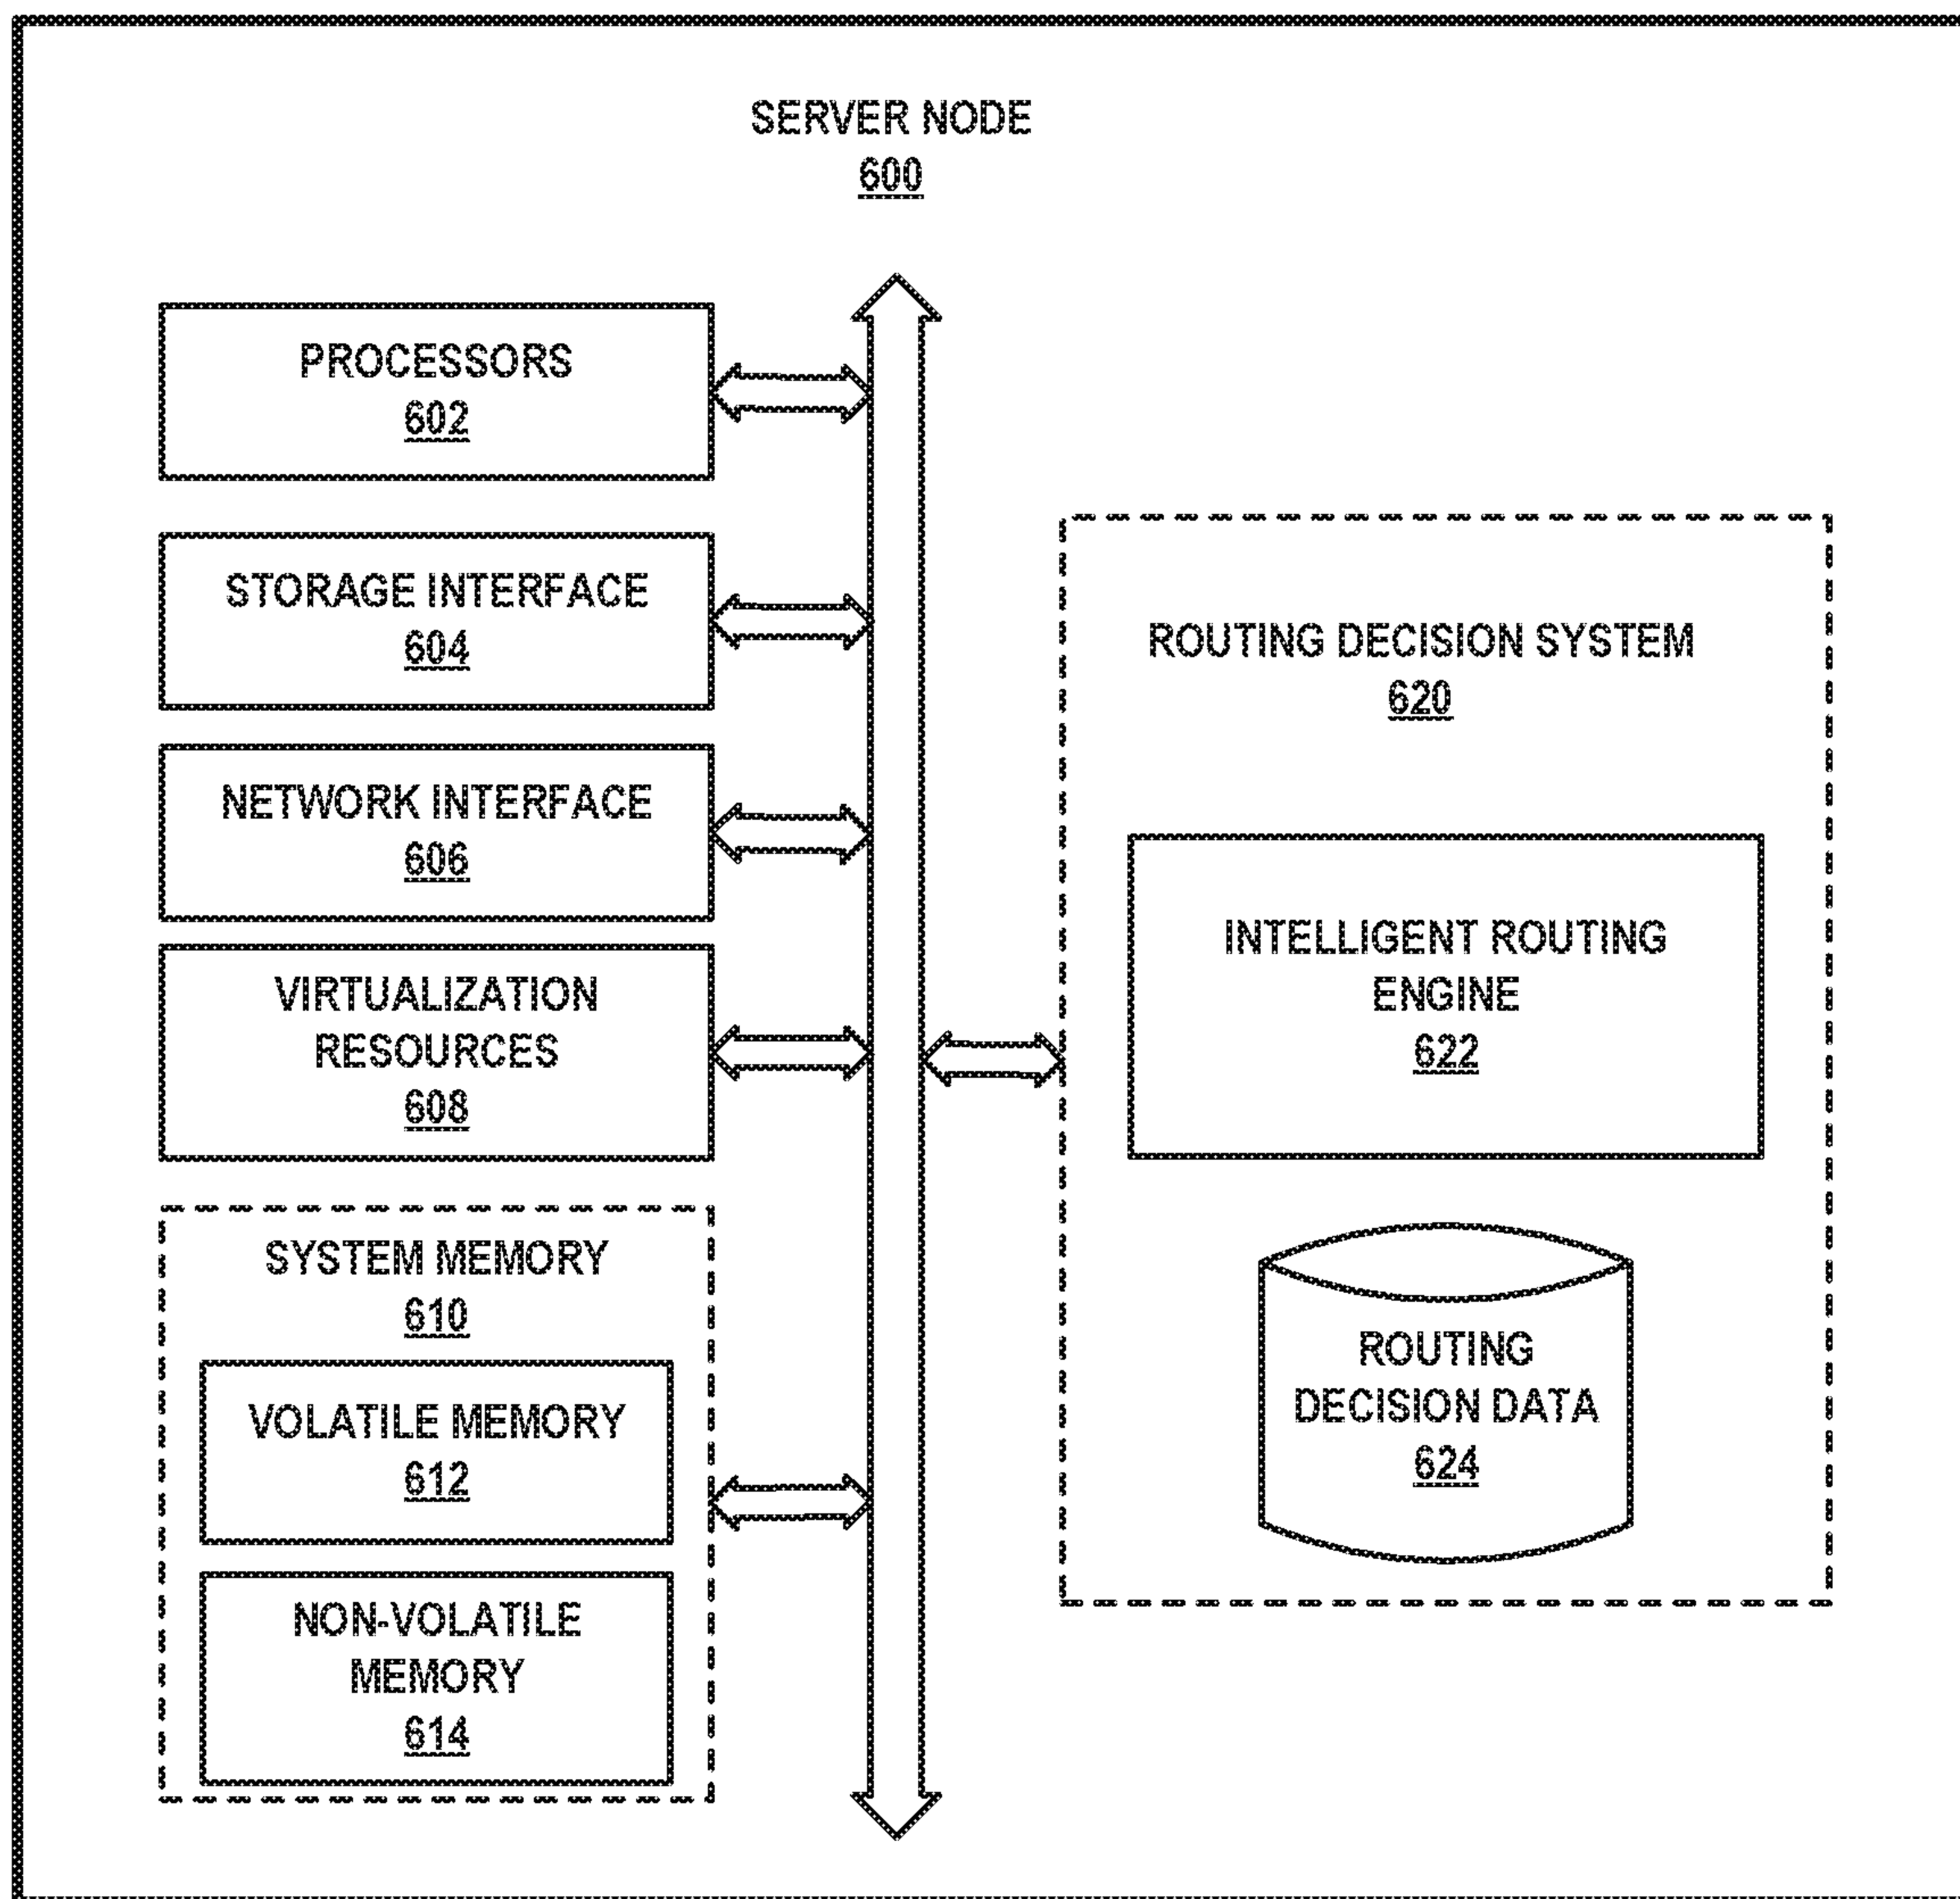 SERVER NODE
600
PROCESSORS
602
STORAGE INTERFACE
604
NETWORK INTERFACE
606
VIRTUALIZATION
RESOURCES
608
SYSTEM MEMORY
610
VOLATILE MEMORY
612
NON-VOLATILE
MEMORY
614
ROUTING DECISION SYSTEM
620
INTELLIGENT ROUTING
ENGINE
622
ROUTING
DECISION DATA
624